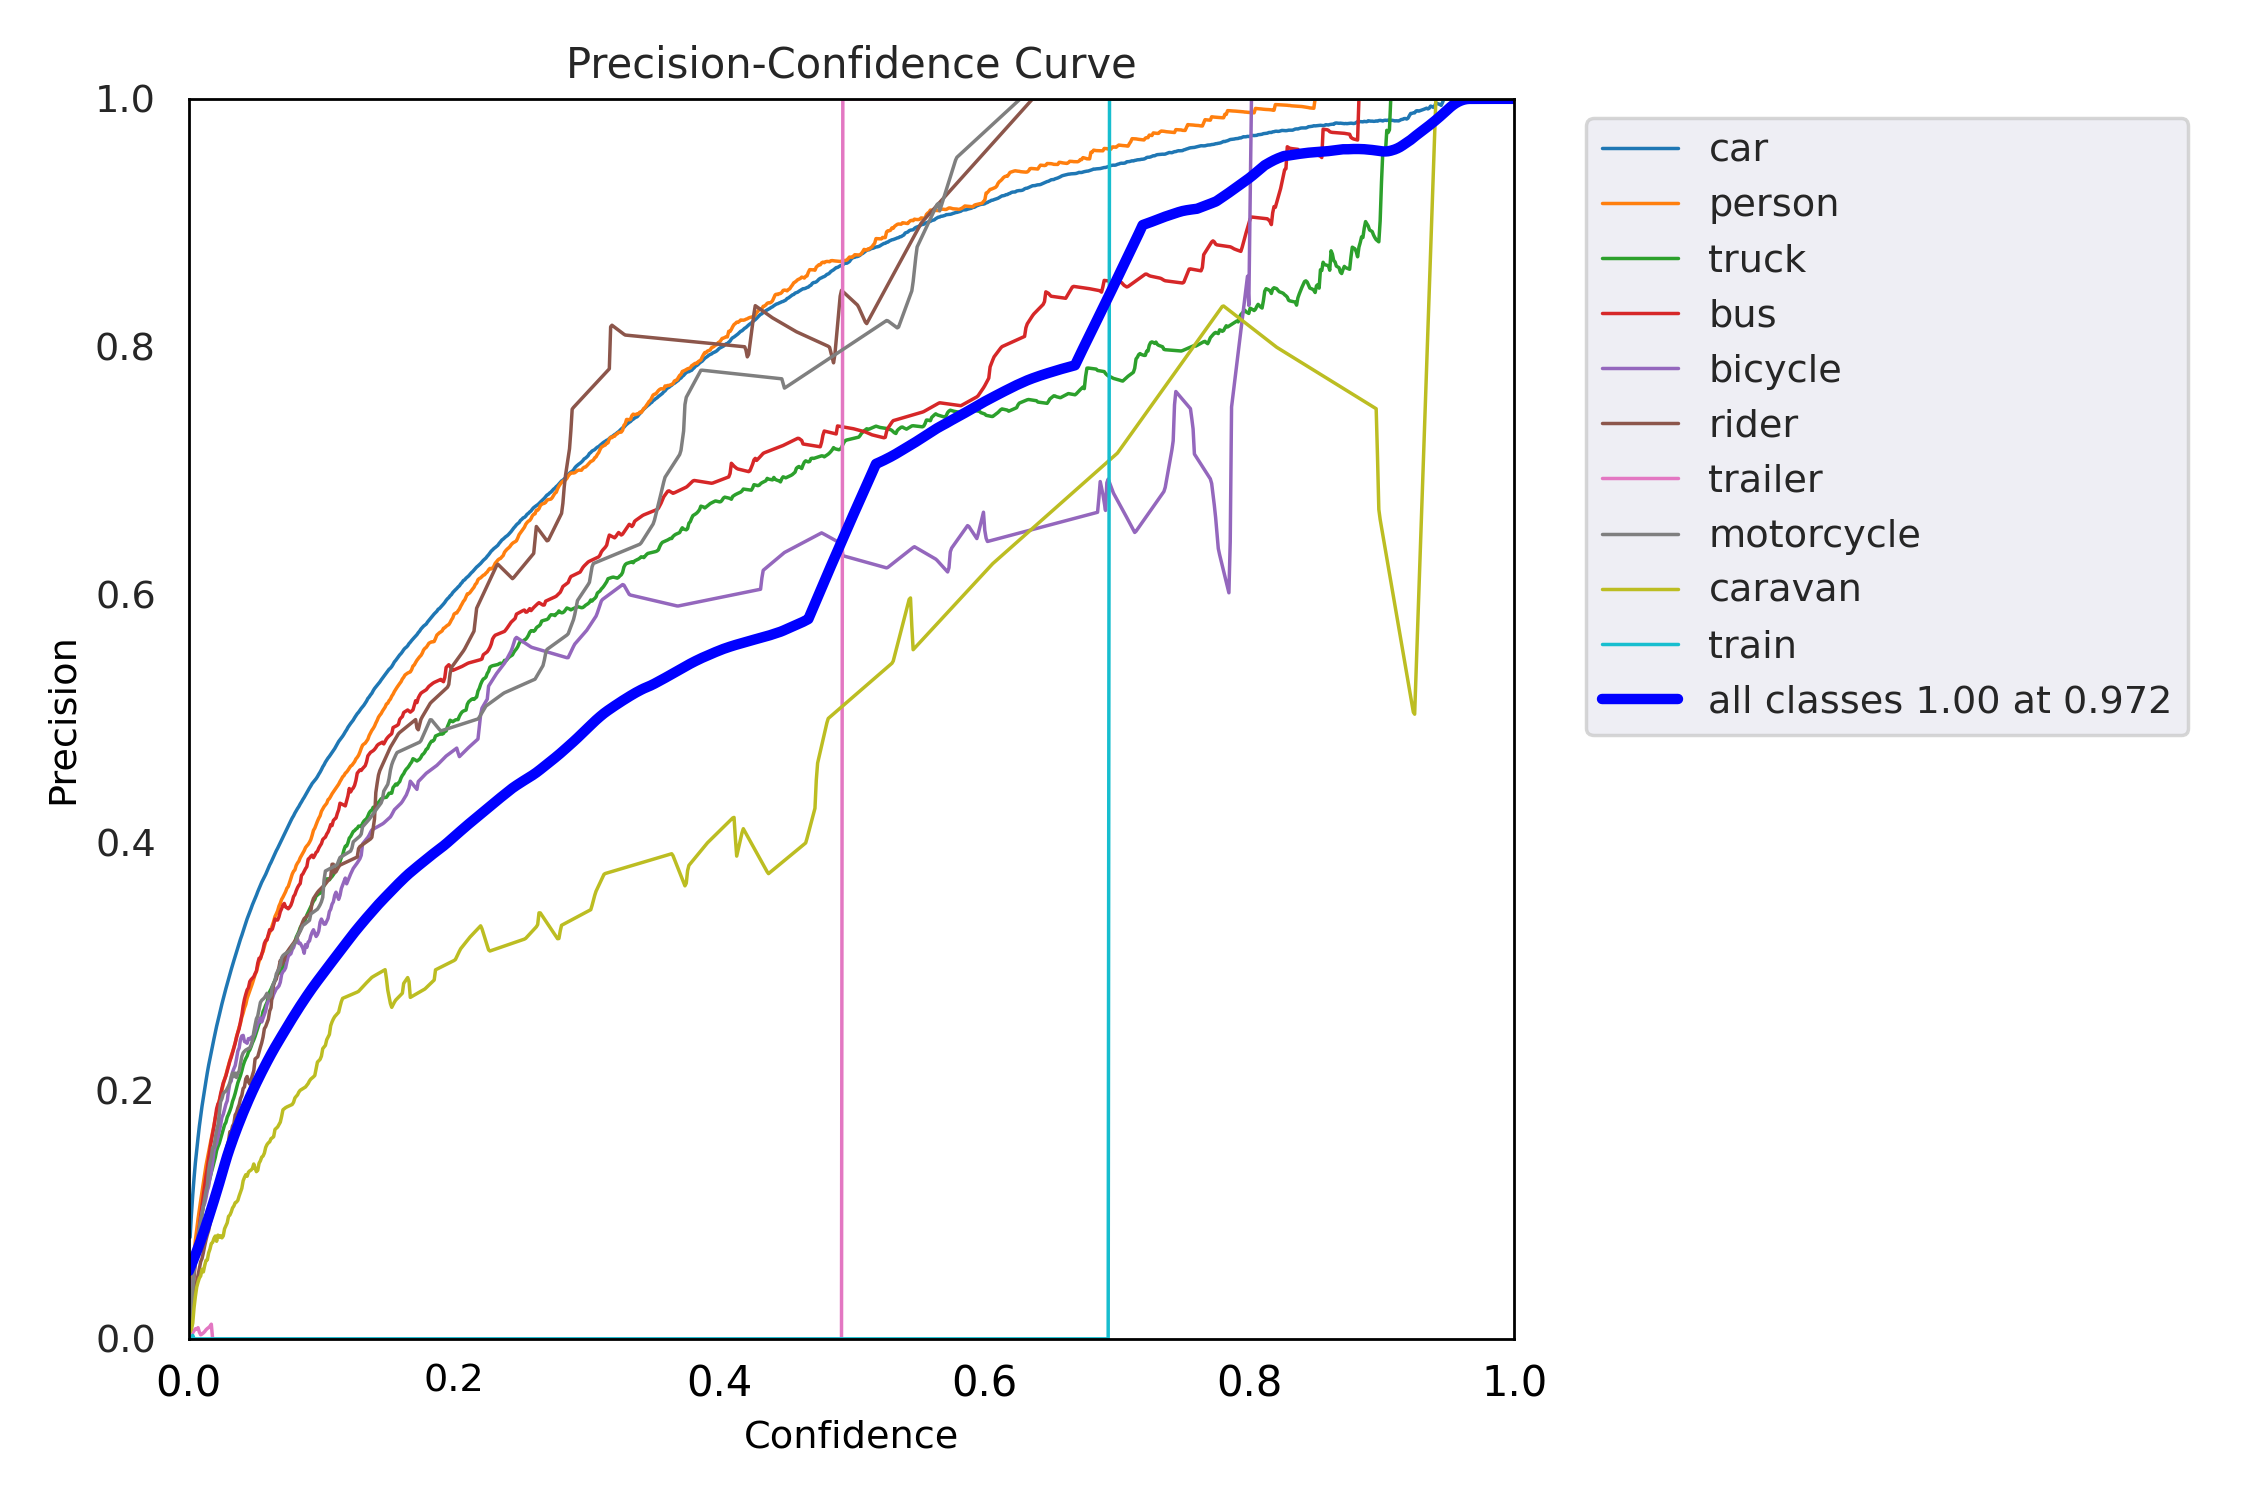 Precision-Confidence Curve
1.0
0.8
0.6
0.4
0.2
0.0
Precision
0.0 0.2 0.4 0.6 0.8 1.0
Confidence
car
person
truck
bus
bicycle
rider
trailer
motorcycle
caravan
train
all classes 1.00 at 0.972